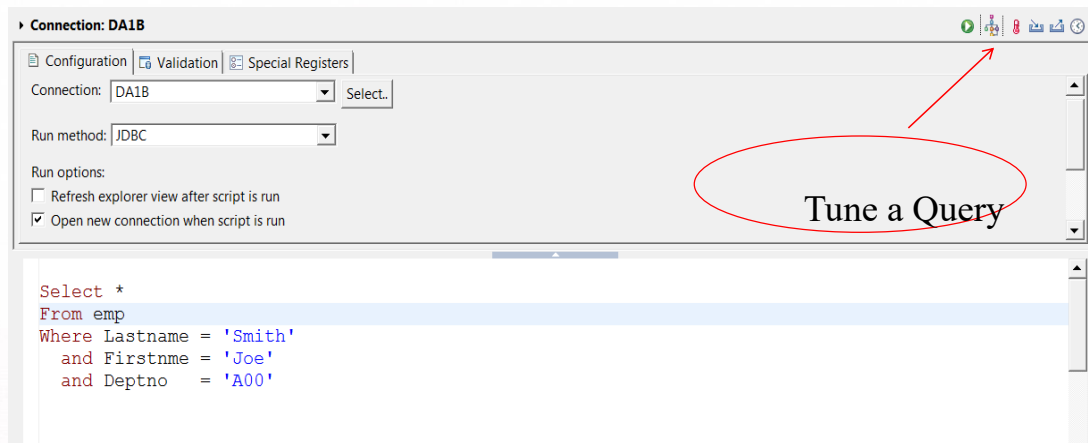 Connection: DA1B
Configuration Validation Special Registers
Connection: DA1B Select..
Run method: JDBC
Run options:
Refresh explorer view after script is run
Open new connection when script is run
Tune a Query
Select *
From emp
Where Lastname = 'Smith'
and Firstnme = 'Joe'
and Deptno = 'A00'